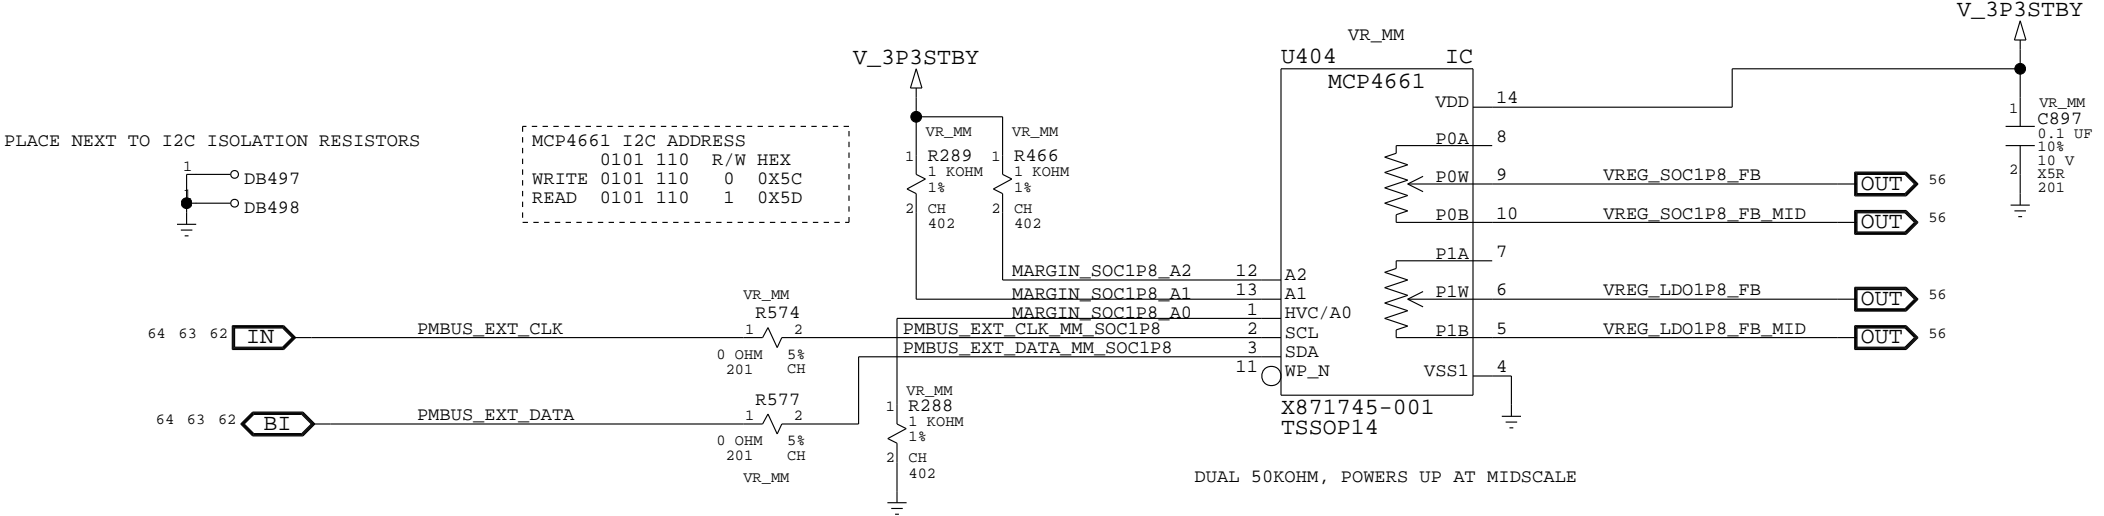 V_3P3STBY
VR_MM
V_3P3STBY
U404 IC
MCP4661
VDD 14
VR_MM
C897
0.1 UF
10%
10 V
X5R
201
1
2
PLACE NEXT TO I2C ISOLATION RESISTORS
1
DB497
1
DB498
MCP4661 I2C ADDRESS
0101 110 R/W HEX
WRITE 0101 110 0 0X5C
READ 0101 110 1 0X5D
VR_MM
1 R289
1 KOHM
1%
2 CH
402
VR_MM
1 R466
1 KOHM
1%
2 CH
402
P0A 8
P0W 9 VREG_SOC1P8_FB OUT 56
P0B 10 VREG_SOC1P8_FB_MID OUT 56
P1A 7
P1W 6 VREG_LDO1P8_FB OUT 56
P1B 5 VREG_LDO1P8_FB_MID OUT 56
VSS1 4
MARGIN_SOC1P8_A2 12 A2
MARGIN_SOC1P8_A1 13 A1
MARGIN_SOC1P8_A0 1 HVC/A0
PMBUS_EXT_CLK_MM_SOC1P8 2 SCL
PMBUS_EXT_DATA_MM_SOC1P8 3 SDA
11 WP_N
64 63 62 IN PMBUS_EXT_CLK
VR_MM
R574
1 2
0 OHM 5%
201 CH
64 63 62 BI PMBUS_EXT_DATA
R577
1 2
0 OHM 5%
201 CH
VR_MM
VR_MM
1 R288
1 KOHM
1%
2 CH
402
X871745-001
TSSOP14
DUAL 50KOHM, POWERS UP AT MIDSCALE